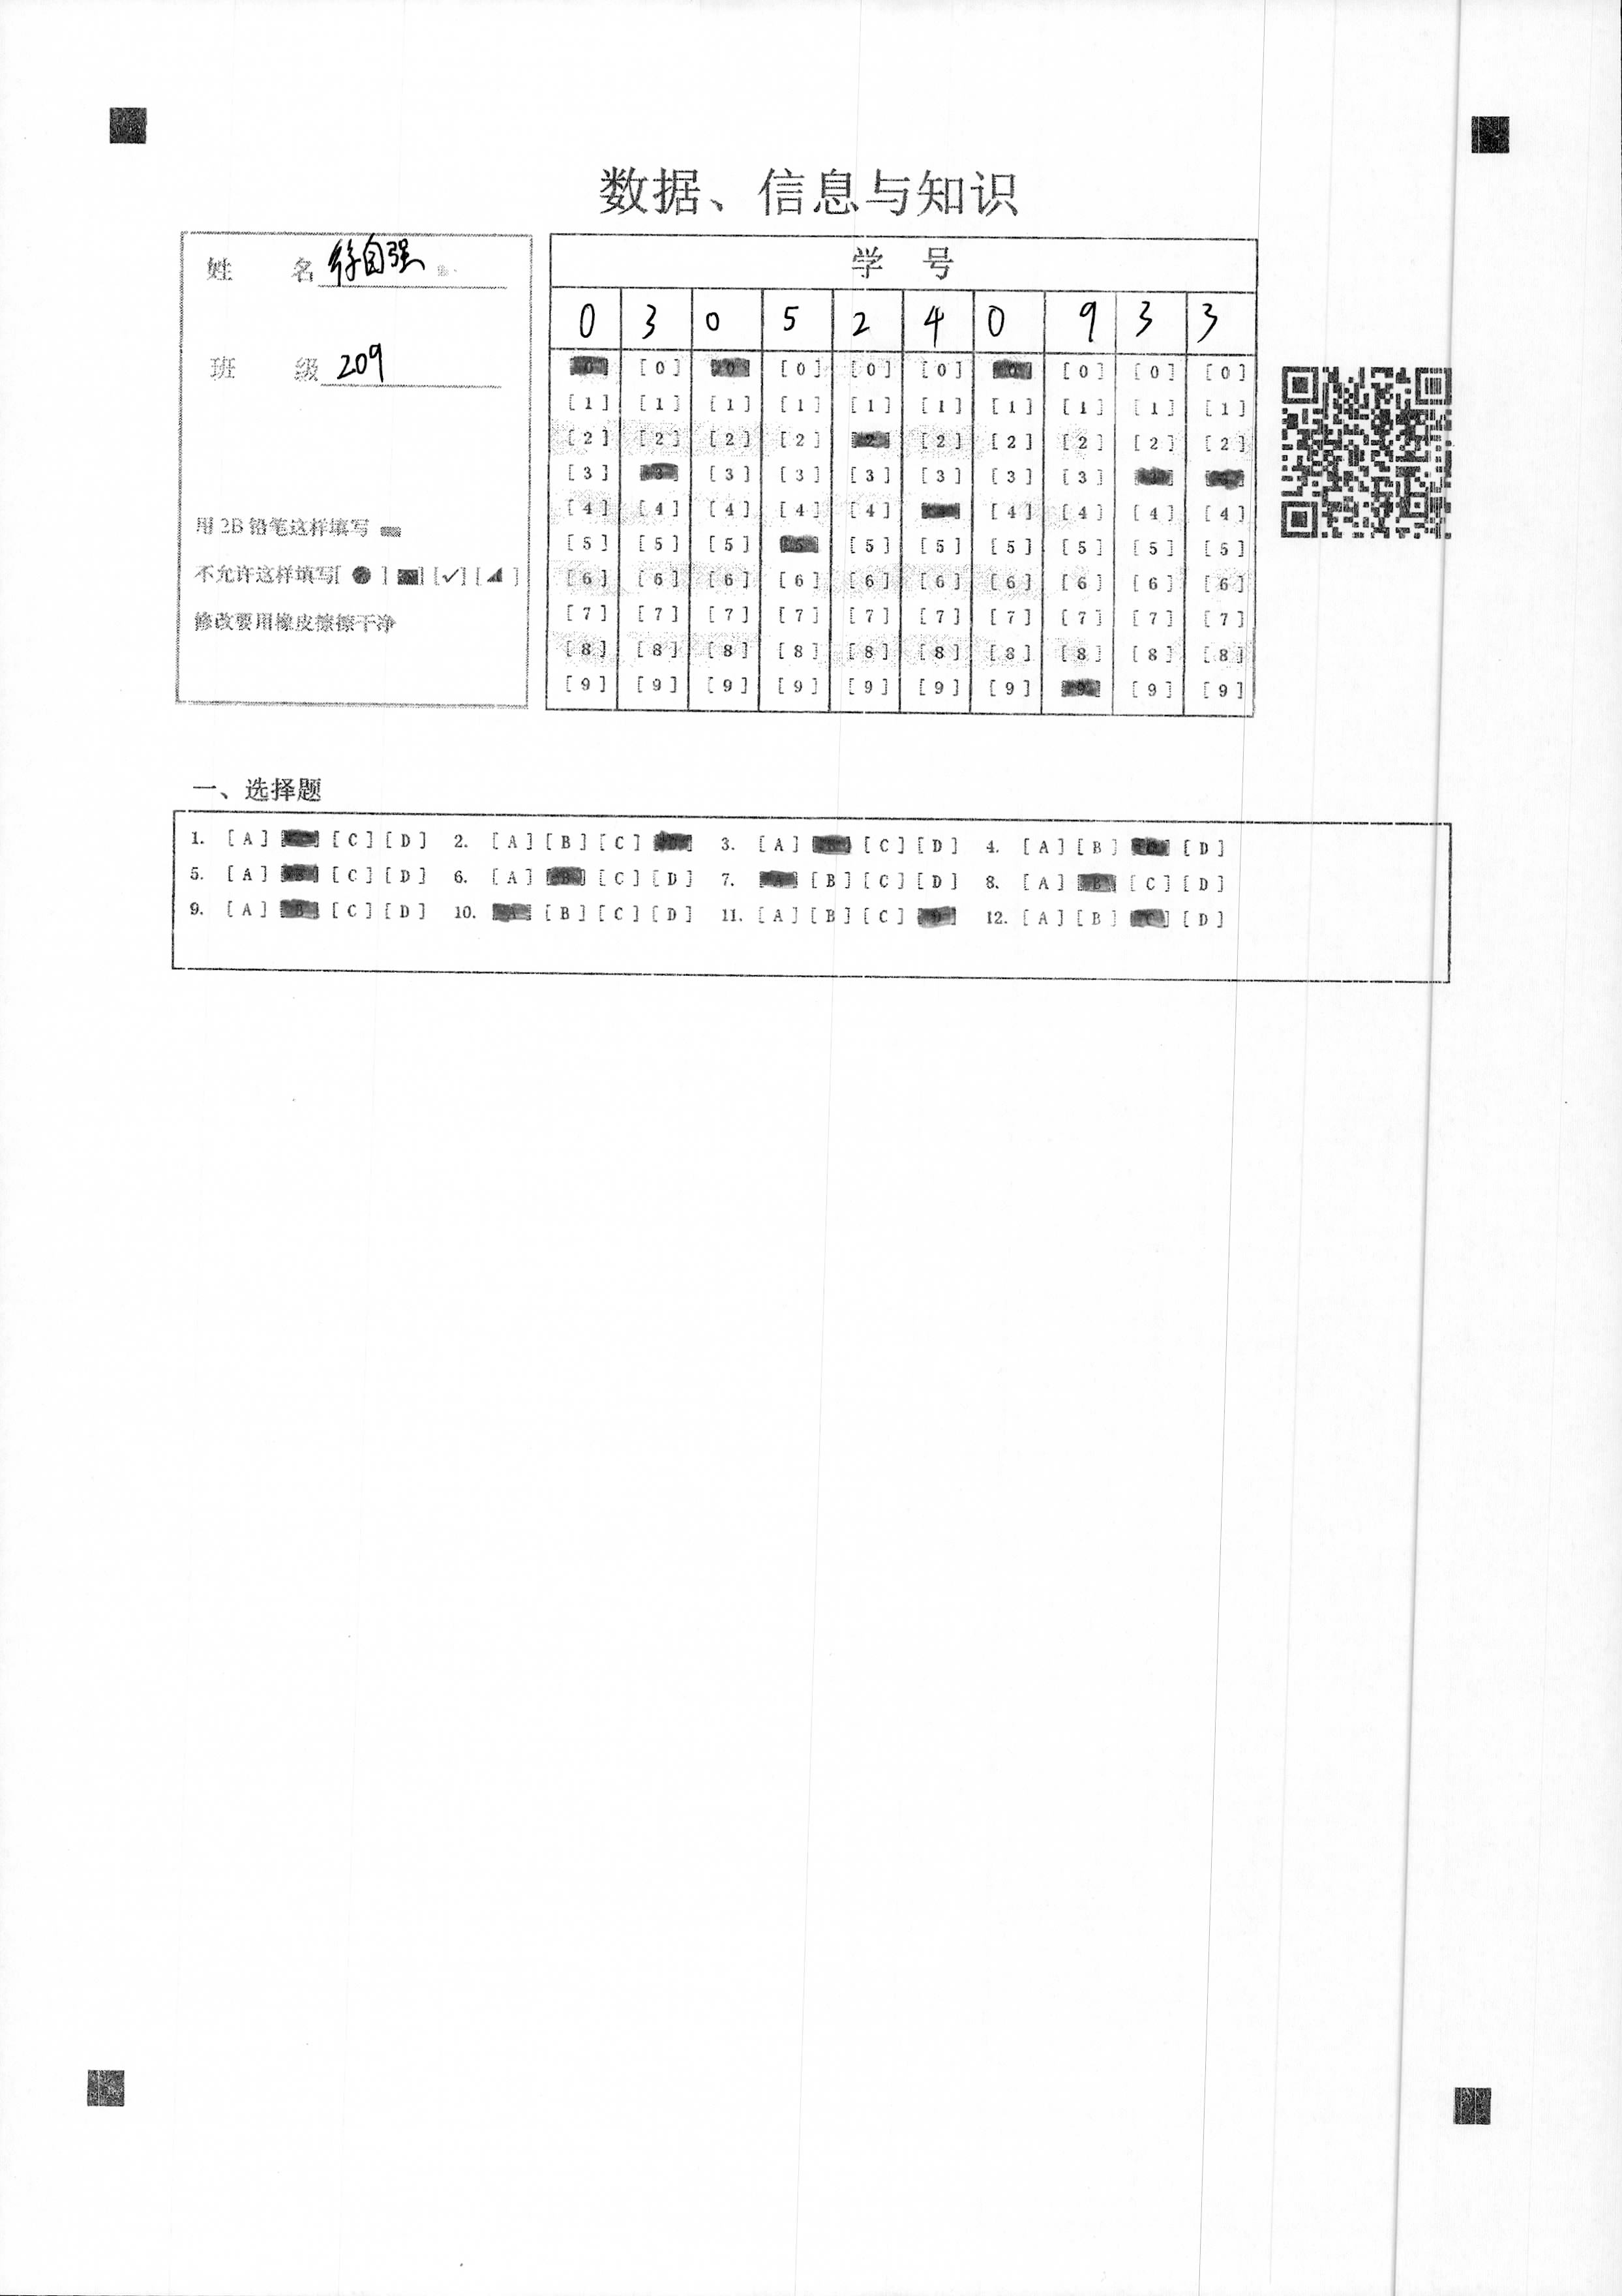 数据、信息与知识
姓 名 徐自强
班 级 209
用 2B 铅笔这样填写
不允许这样填写[ ● ] [✓] [ ]
修改要用橡皮擦擦干净
学 号
0 3 0 5 2 4 0 9 3 3
[0] [0] [0] [0] [0] [0] [0] [0] [0] [0]
[1] [1] [1] [1] [1] [1] [1] [1] [1] [1]
[2] [2] [2] [2] [2] [2] [2] [2] [2] [2]
[3] [3] [3] [3] [3] [3] [3]
[4] [4] [4] [4] [4] [4] [4] [4] [4]
[5] [5] [5] [5] [5] [5] [5] [5] [5] [5]
[6] [6] [6] [6] [6] [6] [6] [6] [6] [6]
[7] [7] [7] [7] [7] [7] [7] [7] [7] [7]
[8] [8] [8] [8] [8] [8] [8] [8] [8] [8]
[9] [9] [9] [9] [9] [9] [9] [9] [9] [9]
一、选择题
1. [A] [C] [D] 2. [A] [B] [C] 3. [A] [C] [D] 4. [A] [B] [D]
5. [A] [C] [D] 6. [A] [B] [C] [D] 7. [A] [B] [C] [D] 8. [A] [B] [C] [D]
9. [A] [B] [C] [D] 10. [A] [B] [C] [D] 11. [A] [B] [C] [D] 12. [A] [B] [C] [D]